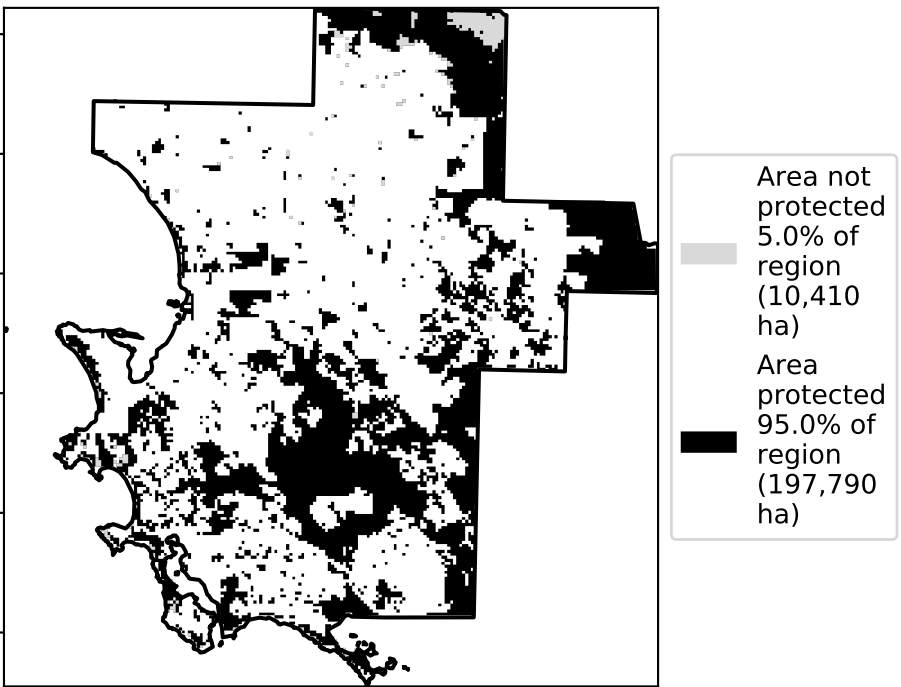 Area not
protected
5.0% of
region
(10,410
ha)
Area
protected
95.0% of
region
(197,790
ha)